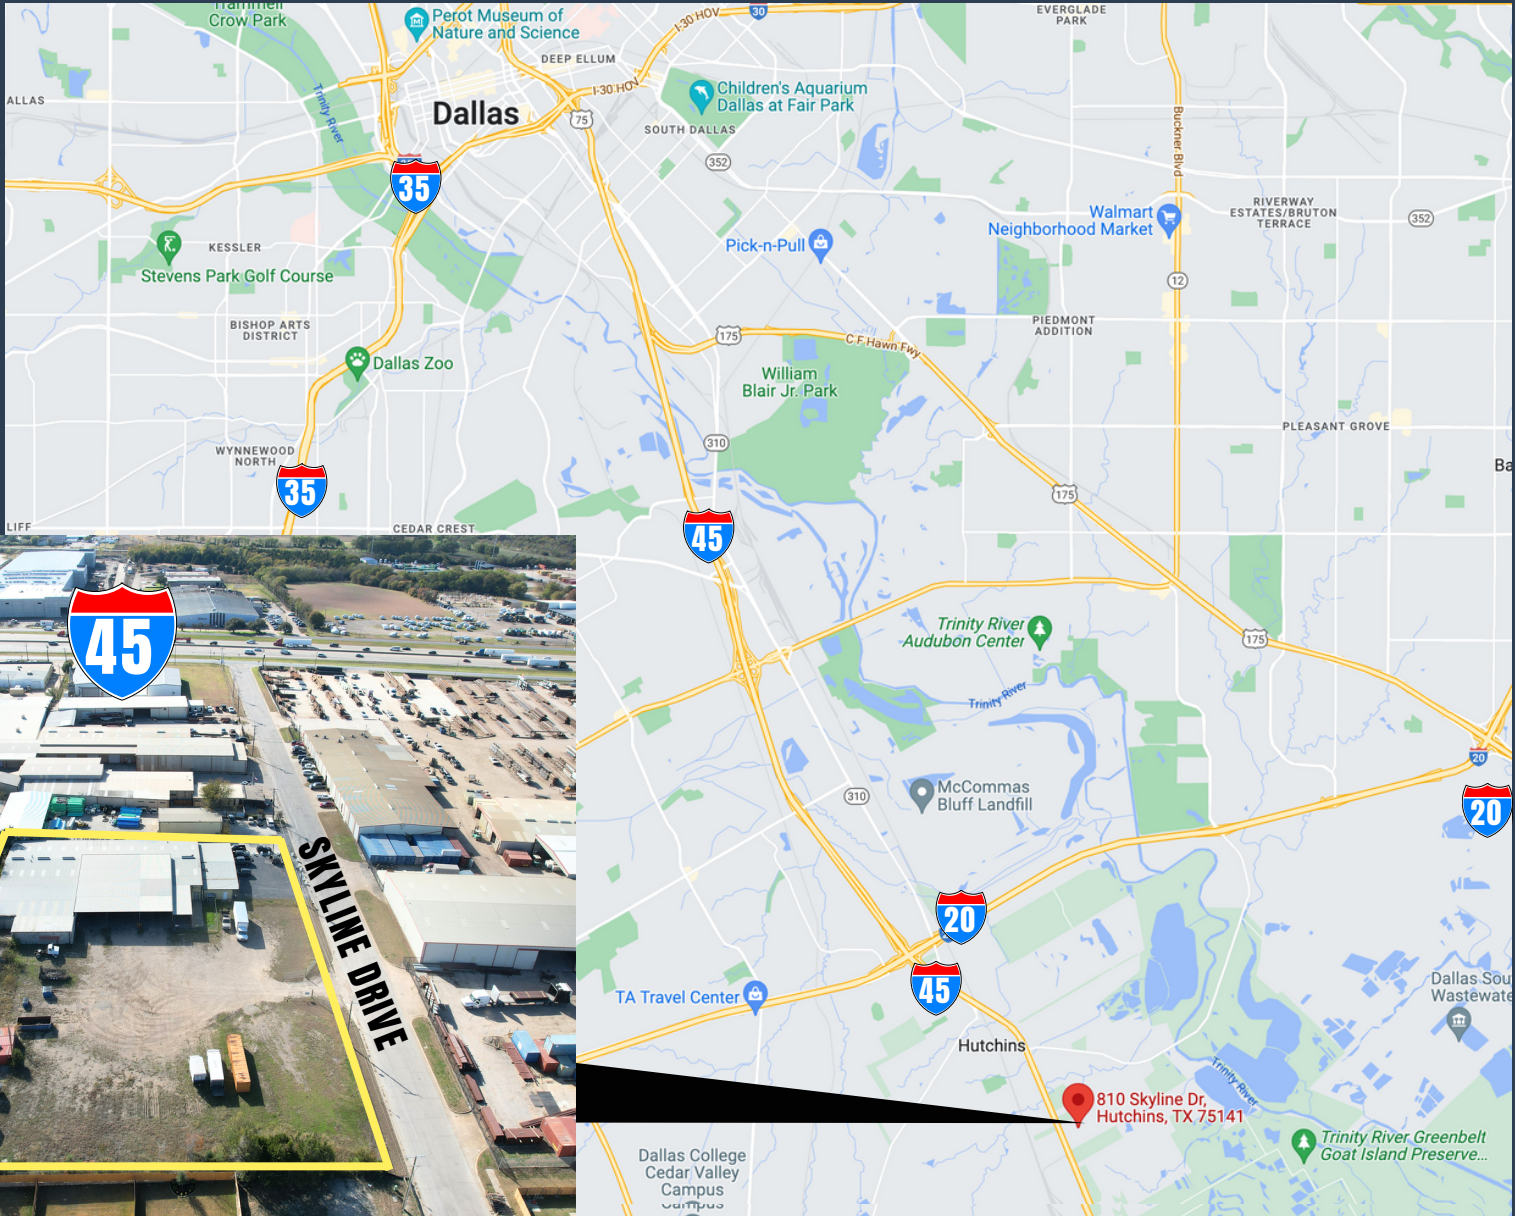 Trammell
Crow Park
Perot Museum of
Nature and Science
30
I-30 HOV
EVERGLADE
PARK
DEEP ELLUM
I-30 HOV
Children's Aquarium
Dallas at Fair Park
ALLAS
Trinity River
Dallas
75
SOUTH DALLAS
352
Buckner Blvd
35
Walmart
Neighborhood Market
RIVERWAY
ESTATES/BRUTON
TERRACE
352
KESSLER
Pick-n-Pull
Stevens Park Golf Course
12
BISHOP ARTS
DISTRICT
175
C F Hawn Fwy
PIEDMONT
ADDITION
Dallas Zoo
William
Blair Jr. Park
310
PLEASANT GROVE
WYNNEWOOD
NORTH
Ba
35
175
LIFF
CEDAR CREST
45
45
Trinity River
Audubon Center
175
Trinity River
20
McCommas
Bluff Landfill
310
20
SKYLINE DRIVE
20
45
TA Travel Center
Dallas Sou
Wastewate
Hutchins
Trinity River
810 Skyline Dr,
Hutchins, TX 75141
Trinity River Greenbelt
Goat Island Preserve...
Dallas College
Cedar Valley
Campus
Campus